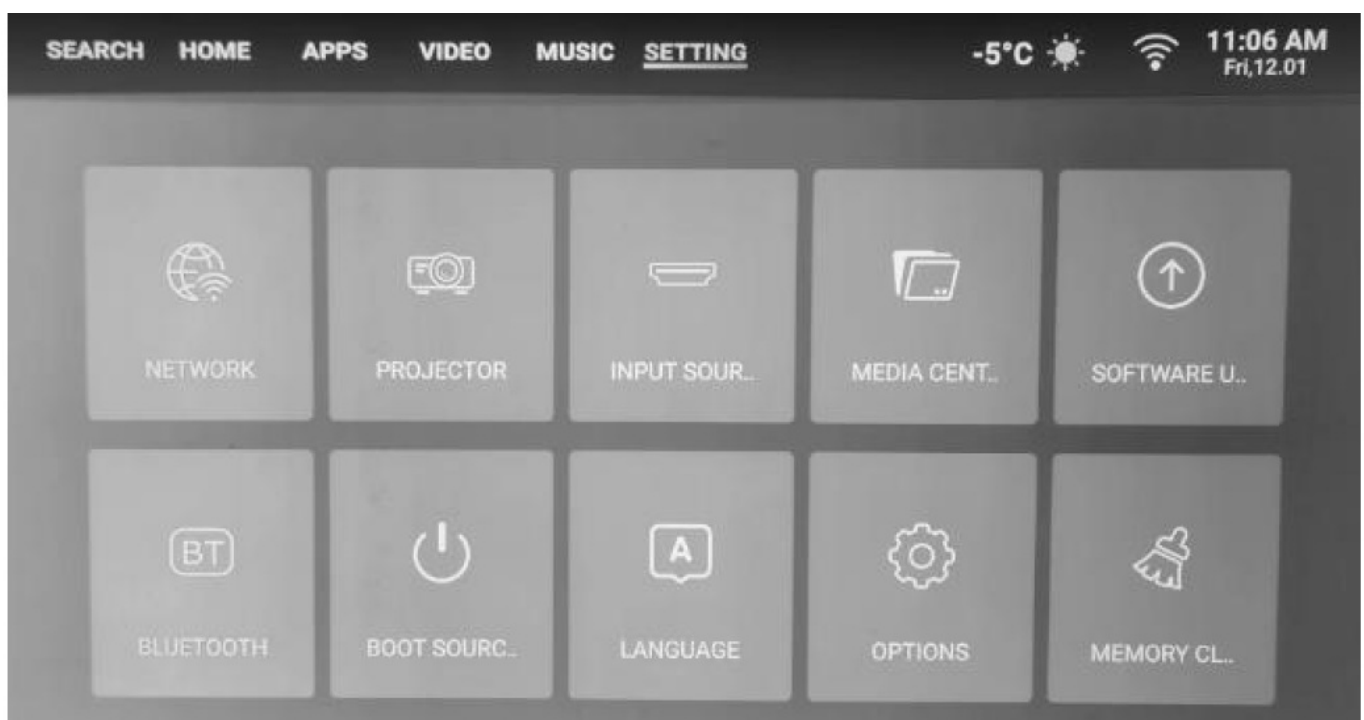 SEARCH HOME APPS VIDEO MUSIC SETTING -5°C 11:06 AM
Fri,12.01
NETWORK PROJECTOR INPUT SOUR.. MEDIA CENT.. SOFTWARE U..
BT A
BLUETOOTH BOOT SOURC.. LANGUAGE OPTIONS MEMORY CL..